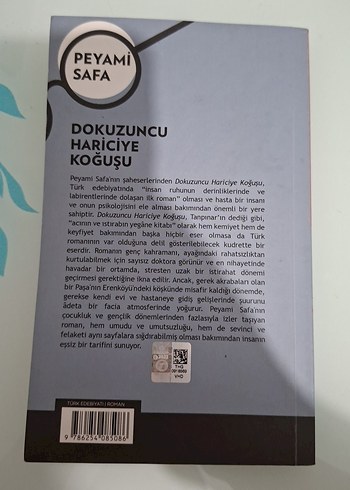 PEYAMİ
SAFA
DOKUZUNCU
HARİCİYE
KOĞUŞU
Peyami Safa'nın şaheserlerinden Dokuzuncu Hariciye Koğuşu,
Türk edebiyatında "insan ruhunun derinliklerinde ve
labirentlerinde dolaşan ilk roman" olması ve hasta bir insanı
ve onun psikolojisini ele alması bakımından önemli bir yere
sahiptir. Dokuzuncu Hariciye Koğuşu, Tanpınar'ın dediği gibi,
"acının ve ıstırabın yegâne kitabı" olarak hem kemiyet hem de
keyfiyet bakımından başka hiçbir eser olmasa da Türk
romanının var olduğuna delil gösterilebilecek kudrette bir
eserdir. Romanın genç kahramanı, ayağındaki rahatsızlıktan
kurtulabilmek için sayısız doktora görünür ve en nihayetinde
havadar bir ortamda, stresten uzak bir istirahat dönemi
geçirmesi gerektiğine ikna edilir. Ancak, gerek akrabaları olan
bir Paşa'nın Erenköyü'ndeki köşkünde misafir kaldığı dönemde,
gerekse kendi evi ve hastaneye gidiş gelişlerinde şuurunu
âdeta bir facia atmosferinde yoğurur. Peyami Safa'nın
çocukluk ve gençlik dönemlerinden fazlasıyla izler taşıyan
roman, hem umudu ve umutsuzluğu, hem de sevinci ve
felaketi aynı sayfalara sığdırabilmiş olması bakımından insanın
eşsiz bir tarifini sunuyor.
TÜRK EDEBİYATI | ROMAN
9 786254 085086